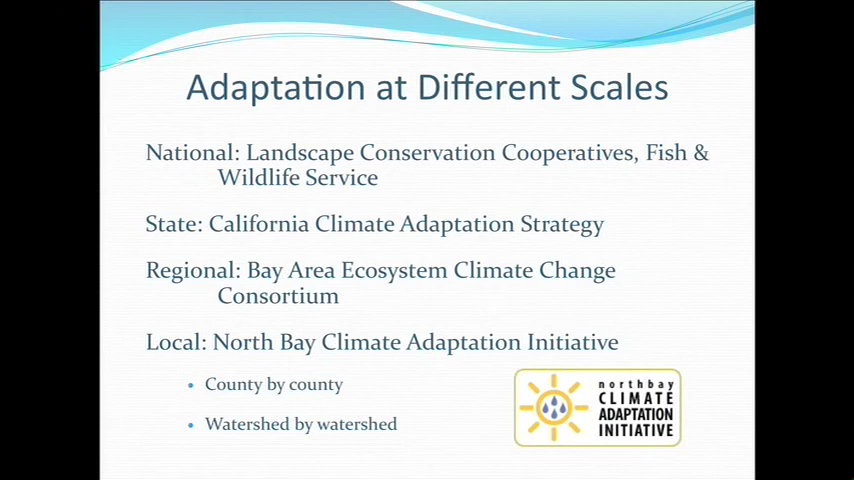 Adaptation at Different Scales
National: Landscape Conservation Cooperatives, Fish &
Wildlife Service
State: California Climate Adaptation Strategy
Regional: Bay Area Ecosystem Climate Change
Consortium
Local: North Bay Climate Adaptation Initiative
• County by county
• Watershed by watershed
northbay
CLIMATE
ADAPTATION
INITIATIVE